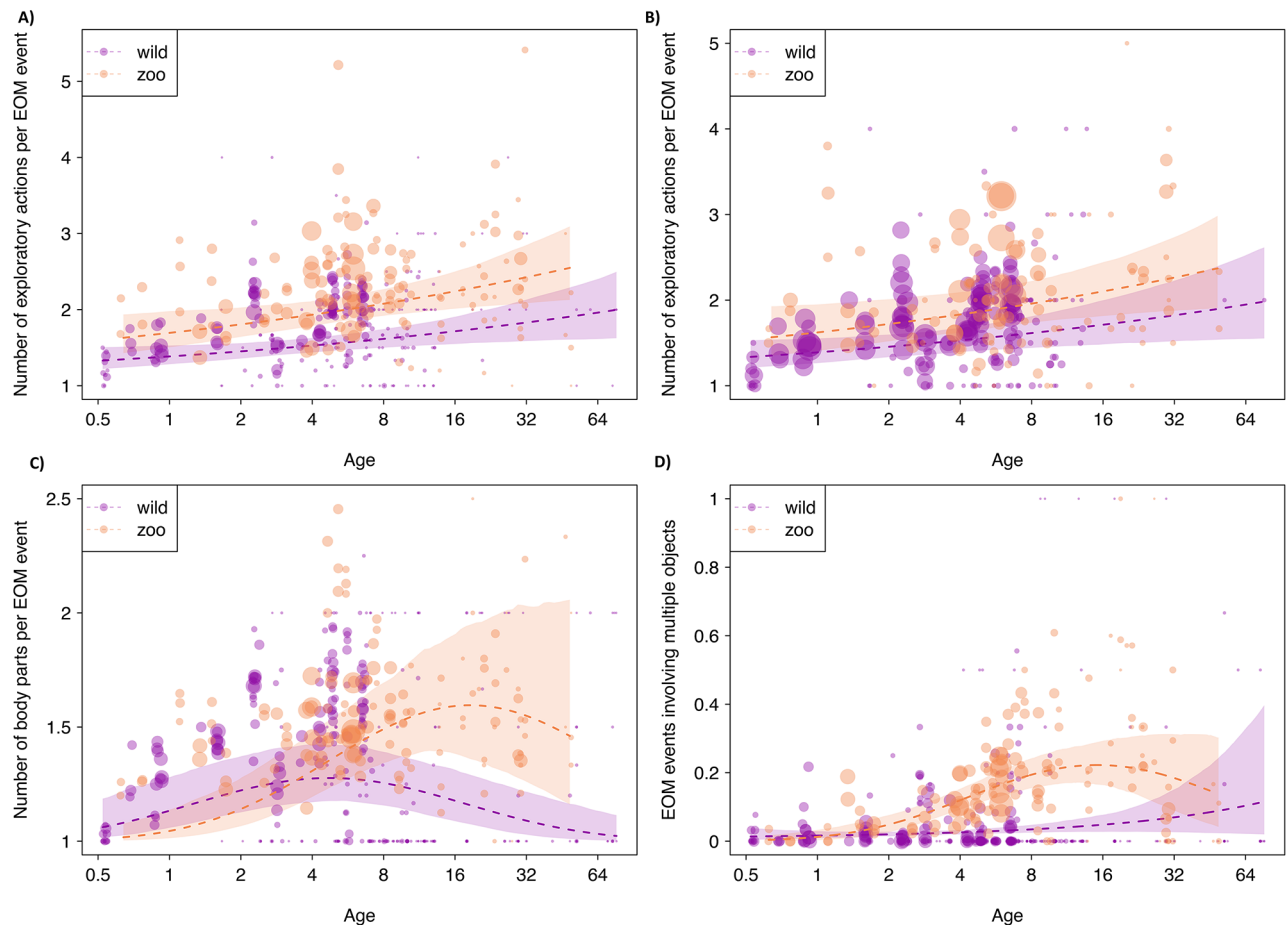 A)
Number of exploratory actions per EOM event
wild
zoo
5
4
3
2
1
0.5 1 2 4 8 16 32 64
Age
B)
Number of exploratory actions per EOM event
wild
zoo
5
4
3
2
1
1 2 4 8 16 32
Age
C)
Number of body parts per EOM event
wild
zoo
2.5
2
1.5
1
0.5 1 2 4 8 16 32 64
Age
D)
EOM events involving multiple objects
wild
zoo
1
0.8
0.6
0.4
0.2
0
0.5 1 2 4 8 16 32 64
Age